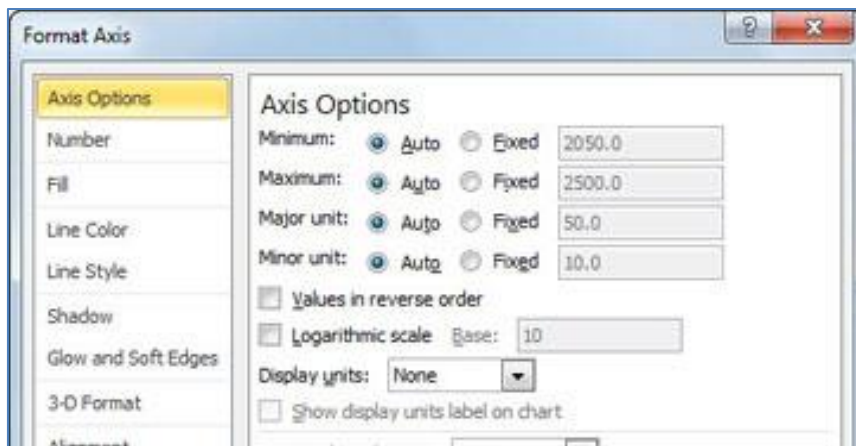 Format Axis
Axis Options
Number
Fill
Line Color
Line Style
Shadow
Glow and Soft Edges
3-D Format
Alignment
Axis Options
Minimum: Auto Fixed 2050.0
Maximum: Auto Fixed 2500.0
Major unit: Auto Fixed 50.0
Minor unit: Auto Fixed 10.0
Values in reverse order
Logarithmic scale Base: 10
Display units: None
Show display units label on chart